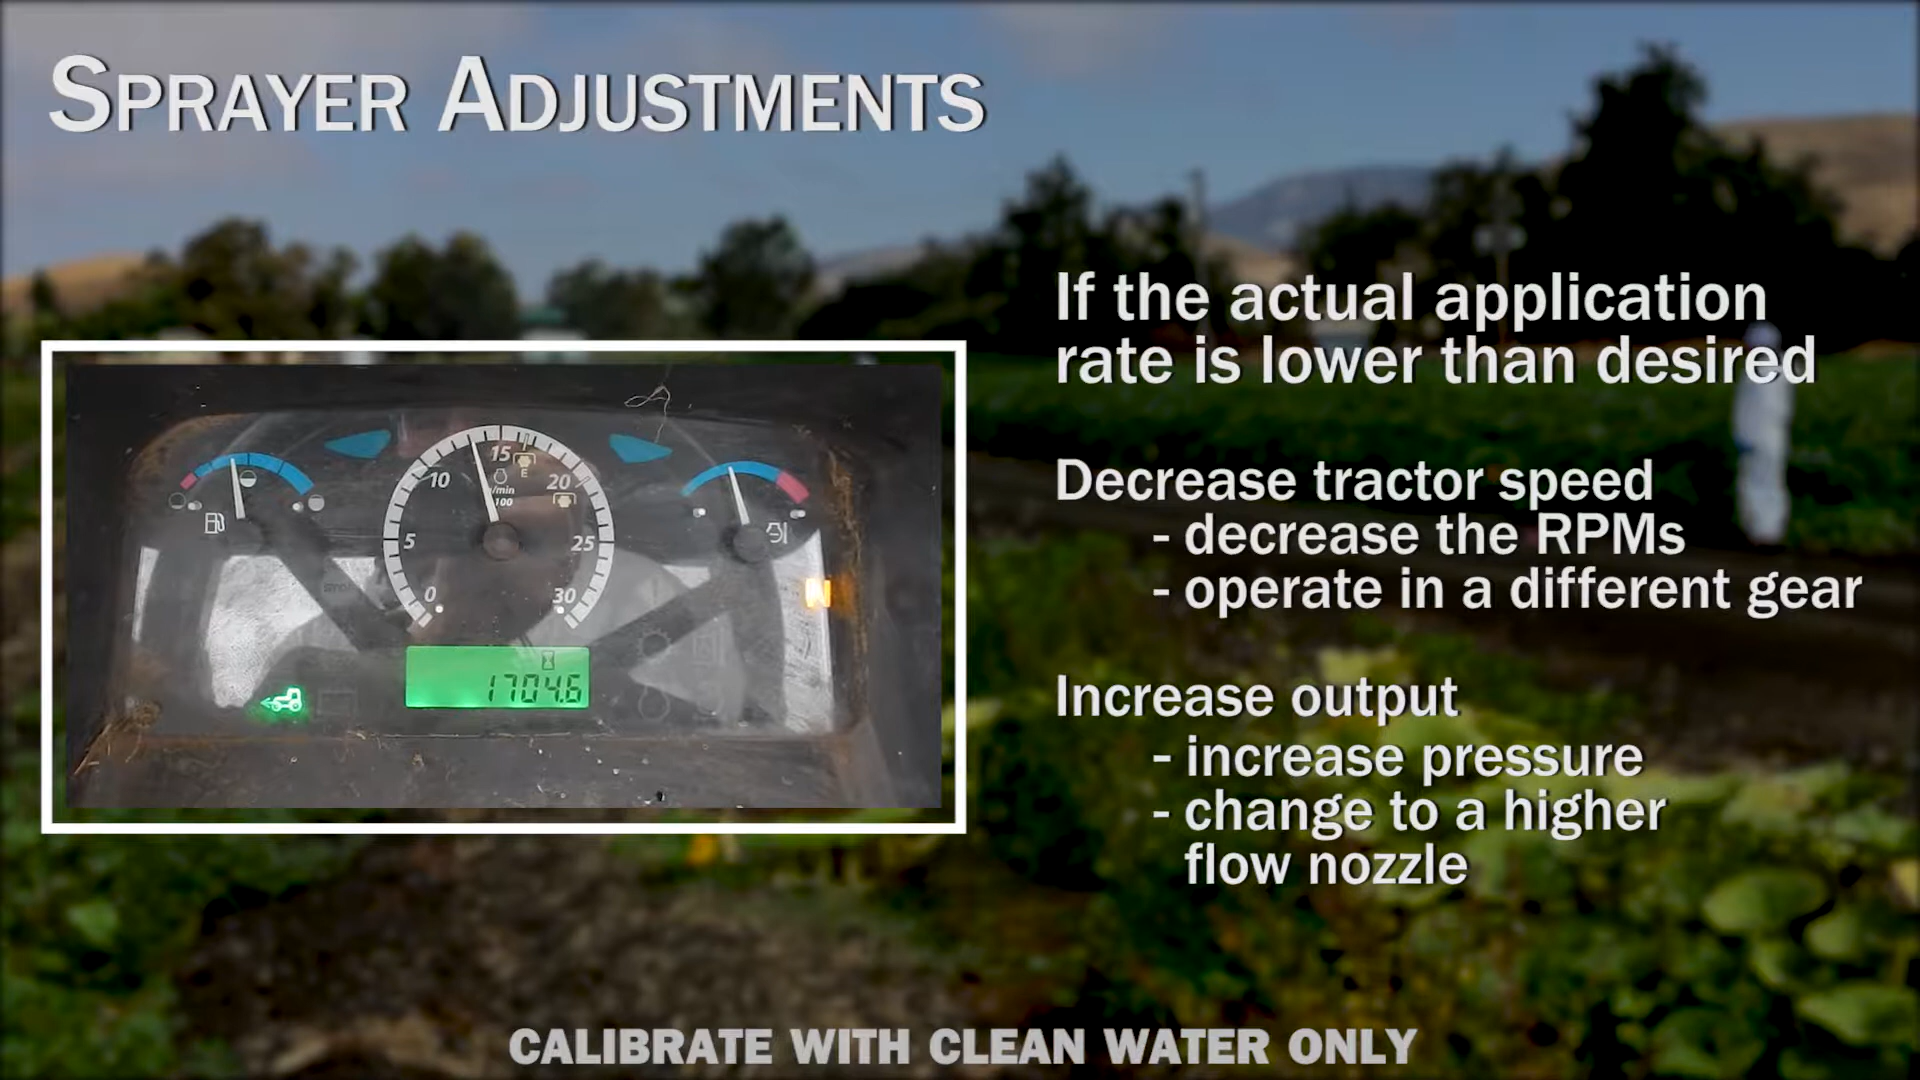 SPRAYER ADJUSTMENTS
If the actual application
rate is lower than desired
Decrease tractor speed
- decrease the RPMs
- operate in a different gear
Increase output
- increase pressure
- change to a higher
flow nozzle
0
5
10
15
20
25
30
E
/min
100
1704.6
CALIBRATE WITH CLEAN WATER ONLY